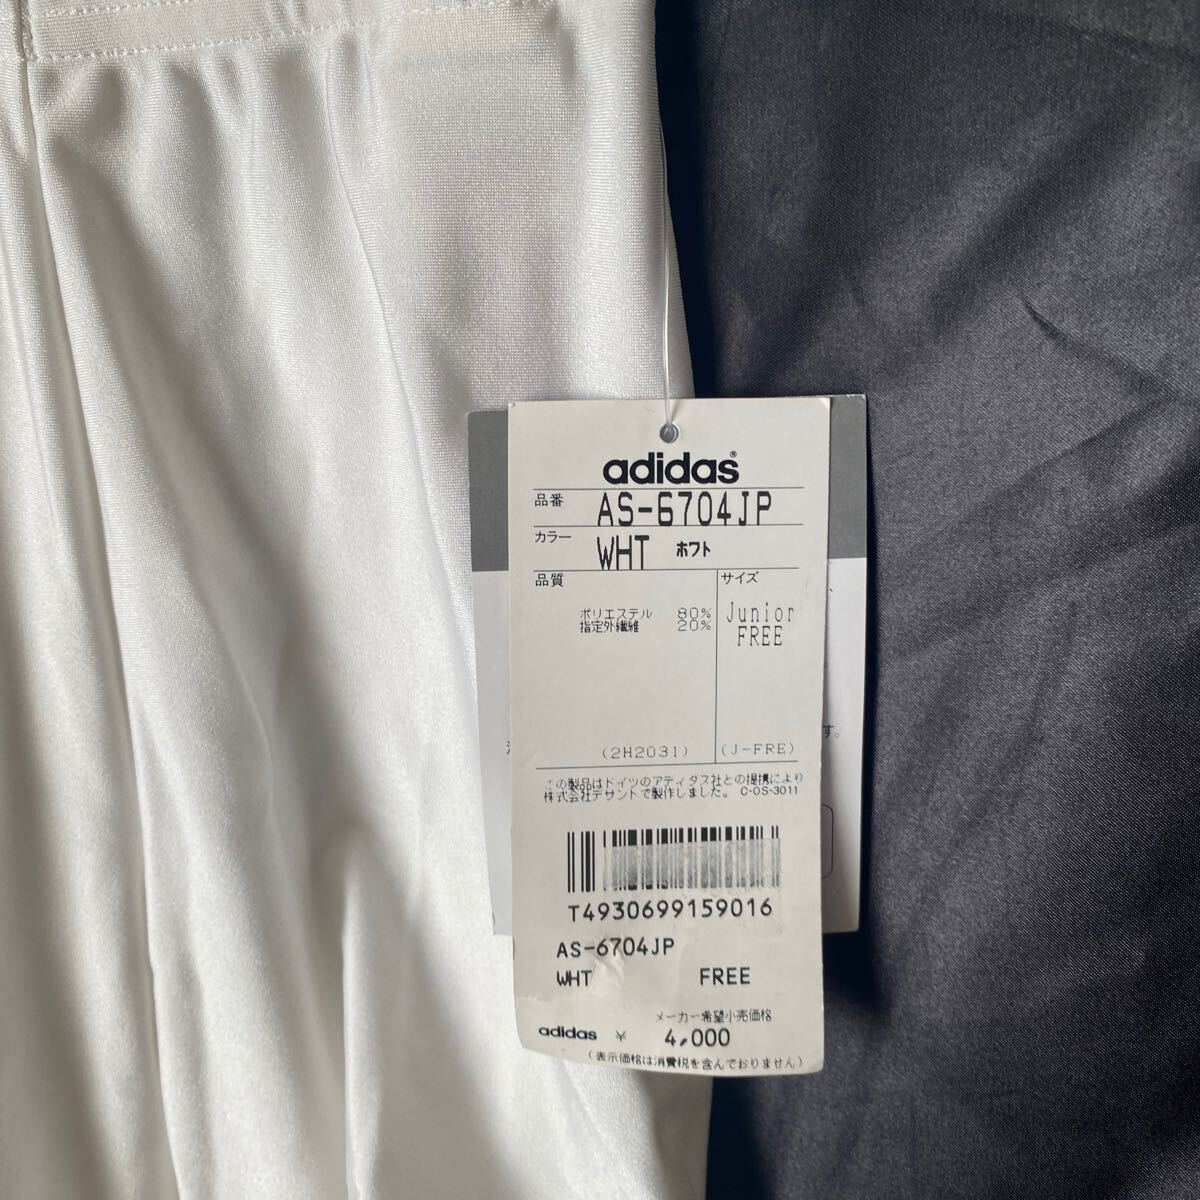 adidas®
品番 AS-6704JP
カラー WHT ホワト
品質
サイズ
ポリエステル 80%
指定外繊維 20%
Junior
FREE
(2H2031)
(J-FRE)
す。
この製品はドイツのアディダス社との提携により
株式会社デサントで製作しました。 C-OS-3011
T4930699159016
AS-6704JP
WHT FREE
メーカー希望小売価格
adidas ¥ 4,000
(表示価格は消費税を含んでおりません)